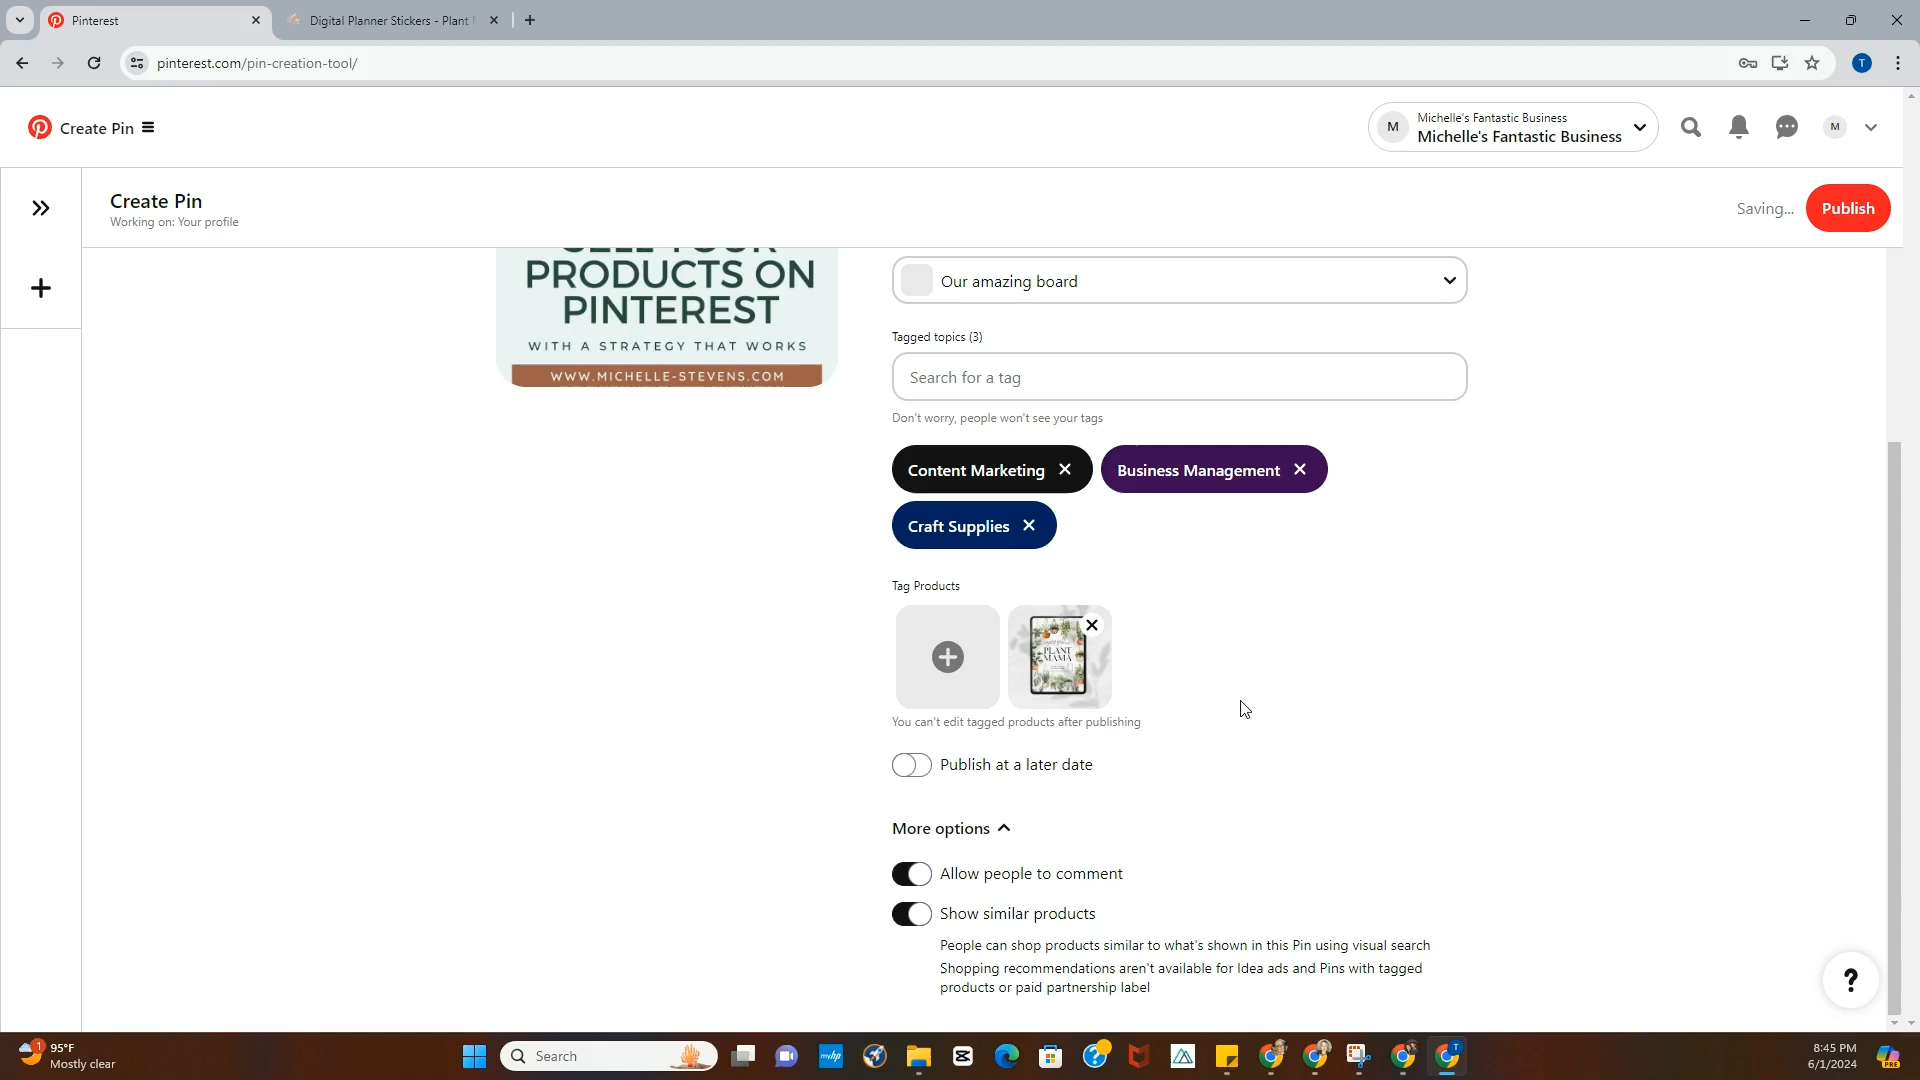 Pinterest
Digital Planner Stickers - Plant
pinterest.com/pin-creation-tool/
T
Create Pin
M
Michelle's Fantastic Business
Michelle's Fantastic Business
M
Create Pin
Working on: Your profile
Saving...
Publish
PRODUCTS ON
PINTEREST
WITH A STRATEGY THAT WORKS
WWW.MICHELLE-STEVENS.COM
Our amazing board
Tagged topics (3)
Search for a tag
Don't worry, people won't see your tags
Content Marketing
Business Management
Craft Supplies
Tag Products
PLANT
MAMA
You can't edit tagged products after publishing
Publish at a later date
More options
Allow people to comment
Show similar products
People can shop products similar to what's shown in this Pin using visual search
Shopping recommendations aren't available for Idea ads and Pins with tagged
products or paid partnership label
?
1
95°F
Mostly clear
Search
myhp
T
8:45 PM
6/1/2024
PRE